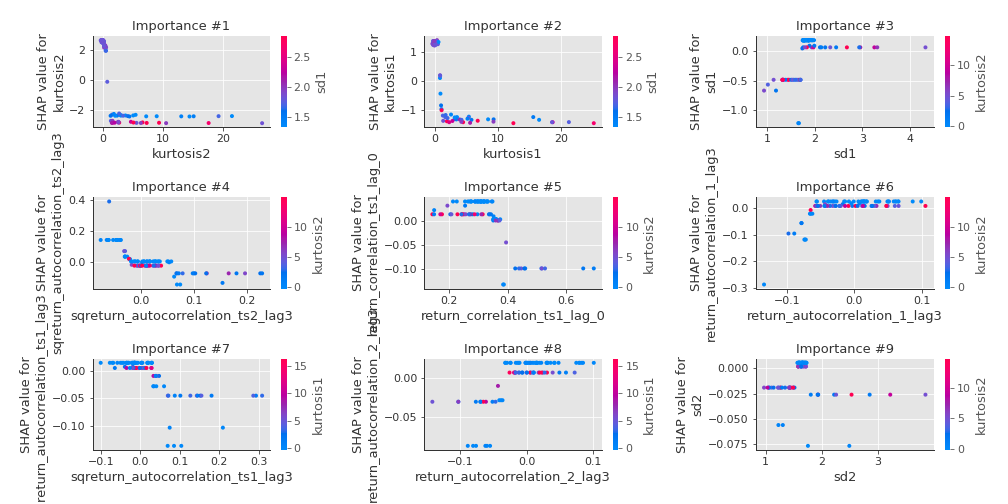 Importance #1
SHAP value for
kurtosis2
2
0
−2
0
10
20
kurtosis2
2.5
2.0
1.5
sd1
Importance #2
SHAP value for
kurtosis1
1
0
−1
0
10
20
kurtosis1
2.5
2.0
1.5
sd1
Importance #3
SHAP value for
sd1
0.0
−0.5
−1.0
1
2
3
4
sd1
10
5
0
kurtosis2
Importance #4
SHAP value for
sqreturn_autocorrelation_ts2_lag3
0.4
0.2
0.0
0.0
0.1
0.2
sqreturn_autocorrelation_ts2_lag3
10
5
0
kurtosis2
Importance #5
SHAP value for
return_correlation_ts1_lag_0
0.00
−0.05
−0.10
0.2
0.4
0.6
return_correlation_ts1_lag_0
10
5
0
kurtosis2
Importance #6
SHAP value for
return_autocorrelation_1_lag3
0.0
−0.1
−0.2
−0.3
−0.1
0.0
0.1
return_autocorrelation_1_lag3
10
5
0
kurtosis2
Importance #7
SHAP value for
sqreturn_autocorrelation_ts1_lag3
0.00
−0.05
−0.10
−0.1
0.0
0.1
0.2
0.3
sqreturn_autocorrelation_ts1_lag3
15
10
5
0
kurtosis1
Importance #8
SHAP value for
return_autocorrelation_2_lag3
0.00
−0.05
−0.1
0.0
0.1
return_autocorrelation_2_lag3
15
10
5
0
kurtosis1
Importance #9
SHAP value for
sd2
0.000
−0.025
−0.050
−0.075
1
2
3
sd2
10
5
0
kurtosis2